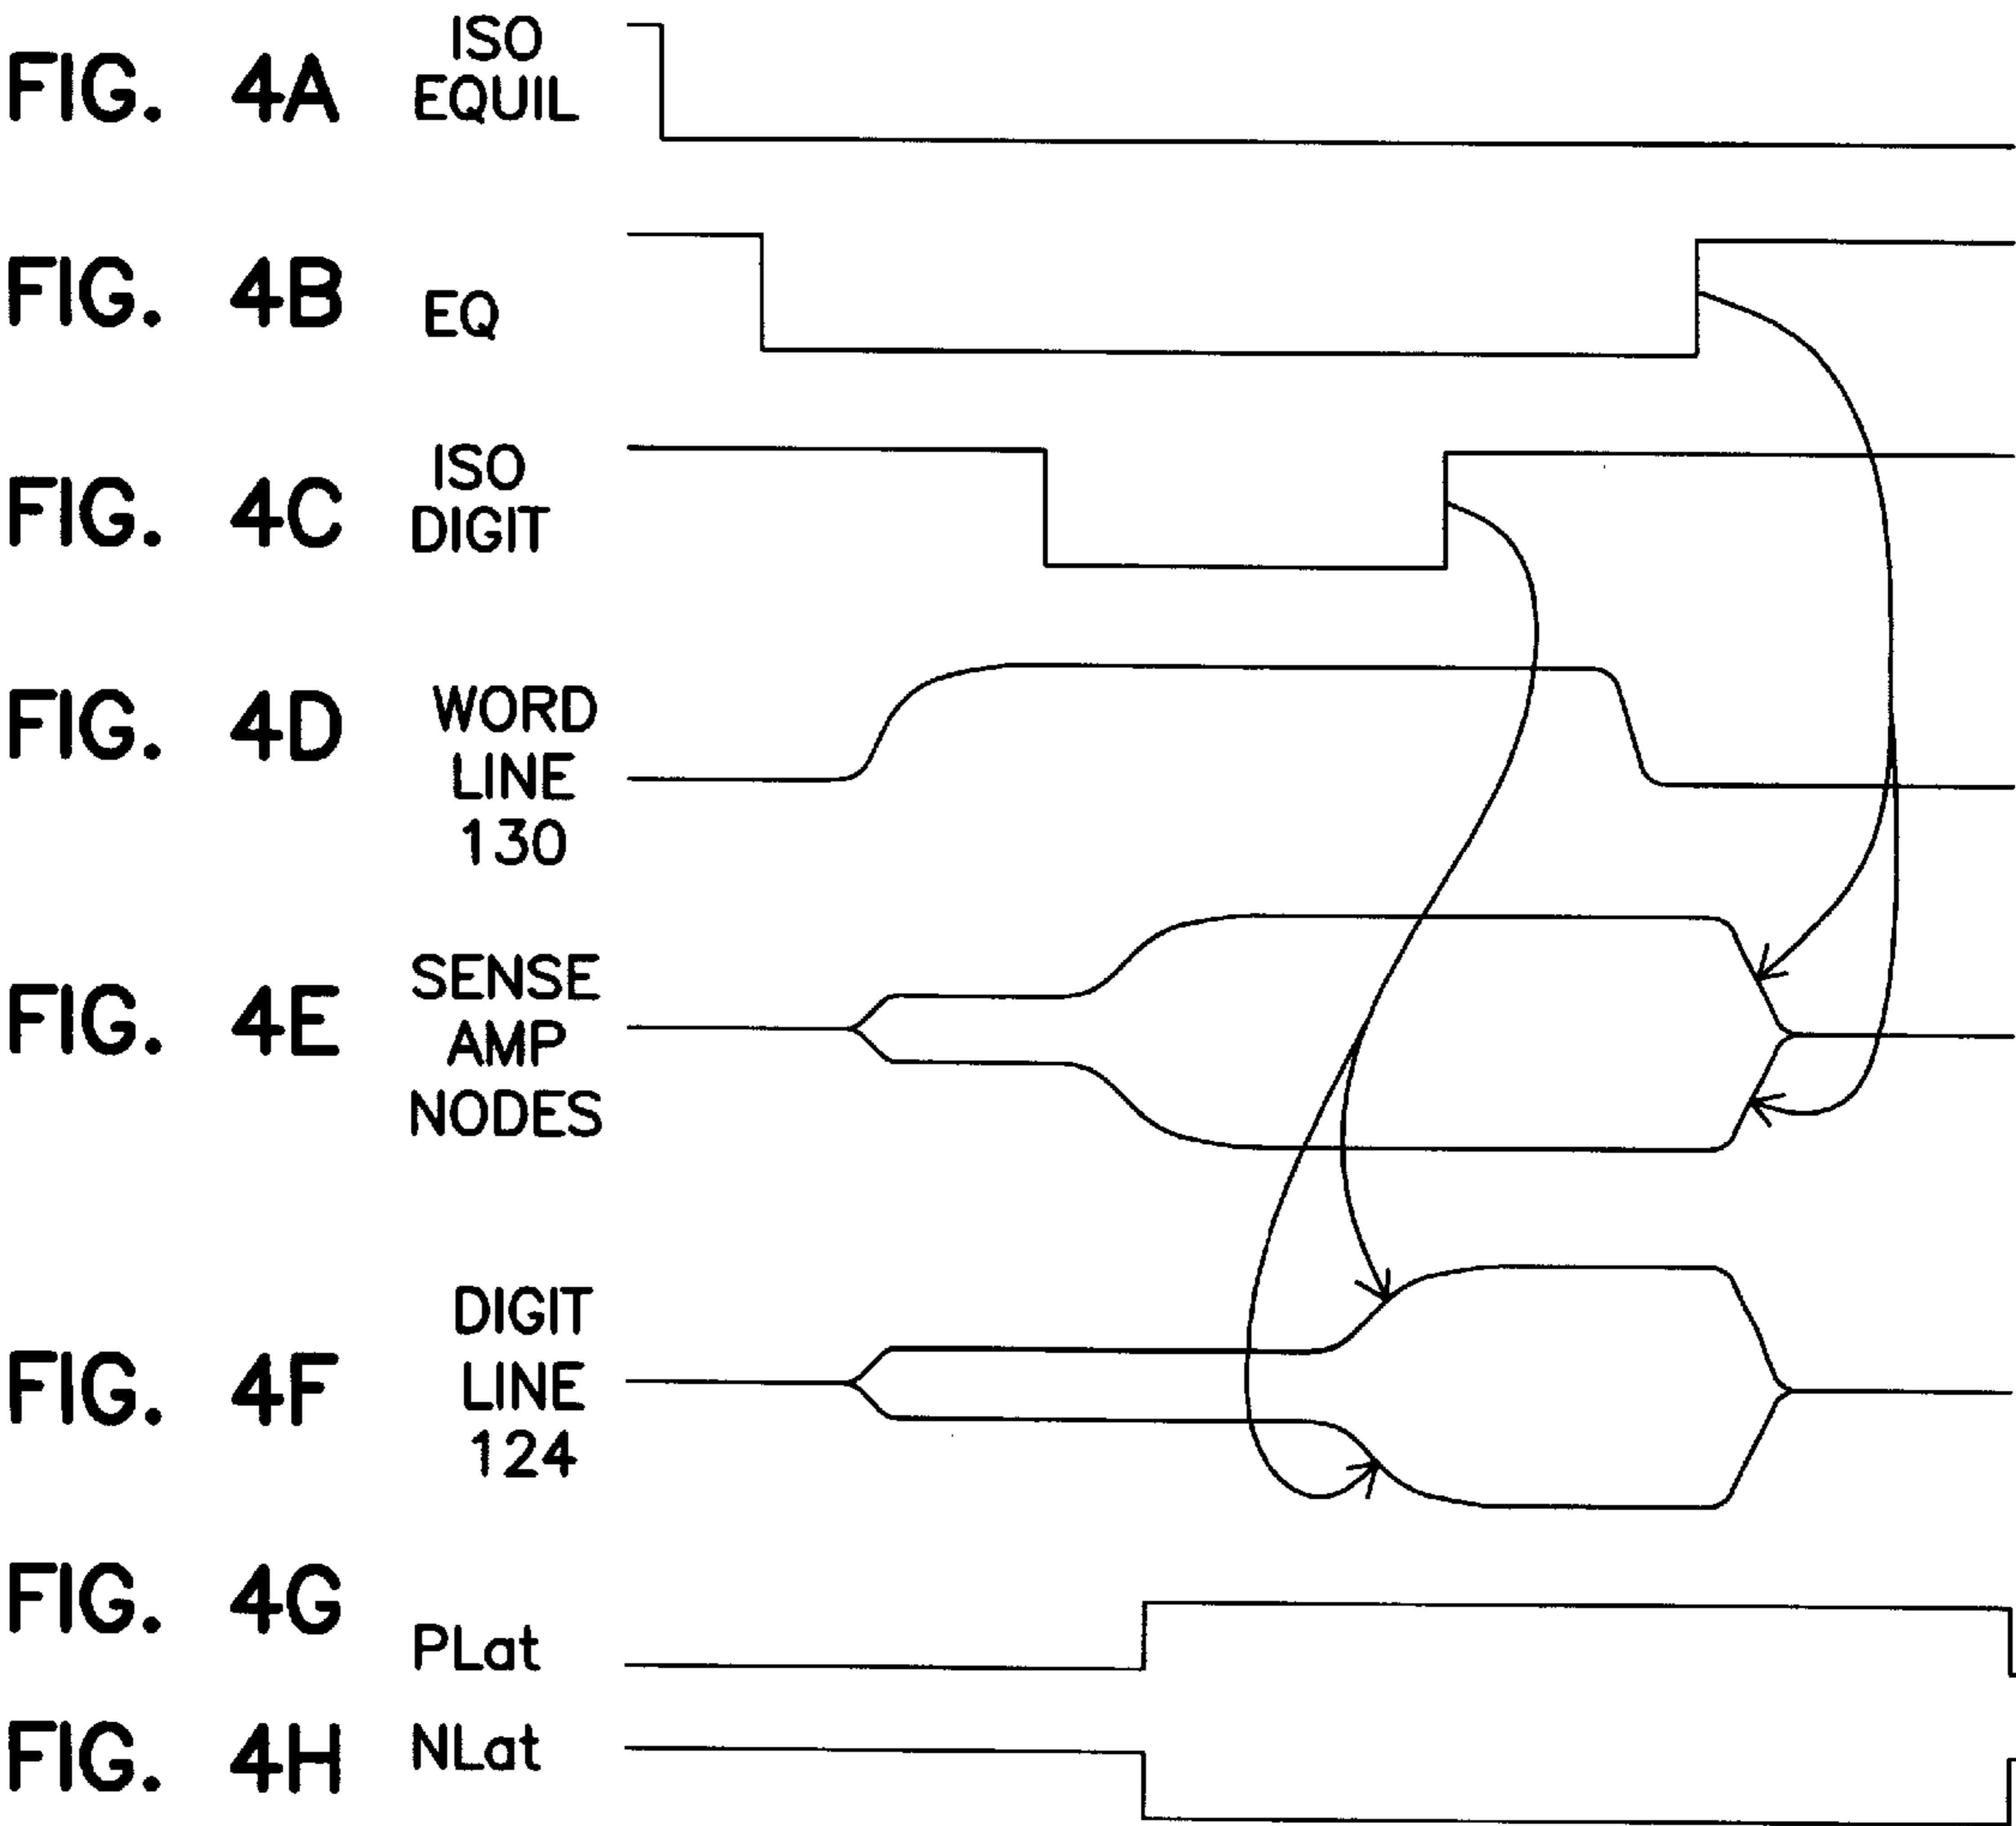 FIG. 4A
ISO
EQUIL
FIG. 4B
EQ
FIG. 4C
ISO
DIGIT
FIG. 4D
WORD
LINE
130
FIG. 4E
SENSE
AMP
NODES
FIG. 4F
DIGIT
LINE
124
FIG. 4G
PLat
FIG. 4H
NLat